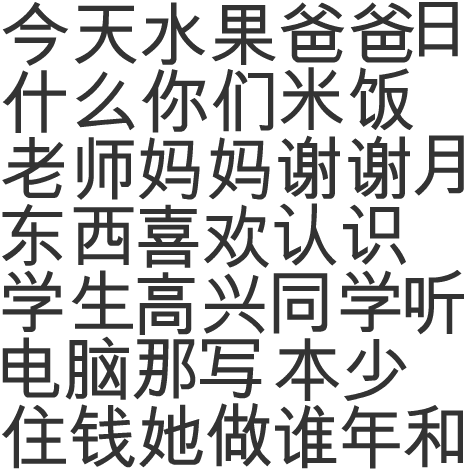 今天水果爸爸日
什么你们米饭
老师妈妈谢谢月
东西喜欢认识
学生高兴同学听
电脑那写本少
住钱她做谁年和